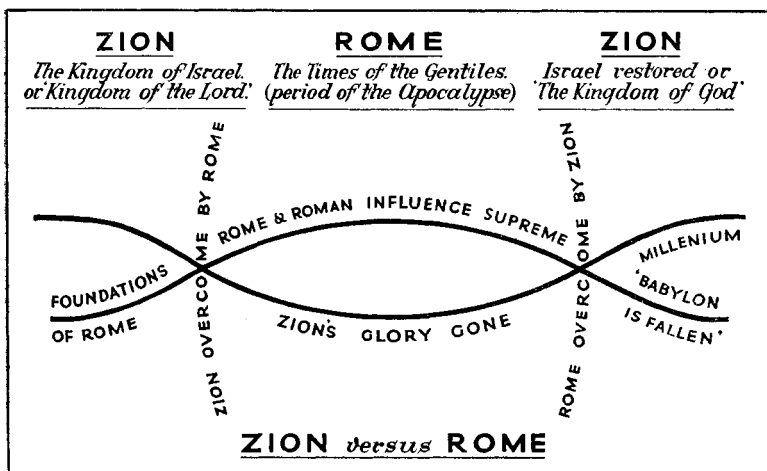 ZION
The Kingdom of Israel.
or 'Kingdom of the Lord.'
ROME
The Times of the Gentiles.
(period of the Apocalypse)
ZION
Israel restored or
'The Kingdom of God'
ZION OVERCOME BY ROME
ROME & ROMAN INFLUENCE SUPREME
ROME OVERCOME BY ZION
FOUNDATIONS
OF ROME
ZION'S GLORY GONE
MILLENIUM
'BABYLON
IS FALLEN'
ZION versus ROME